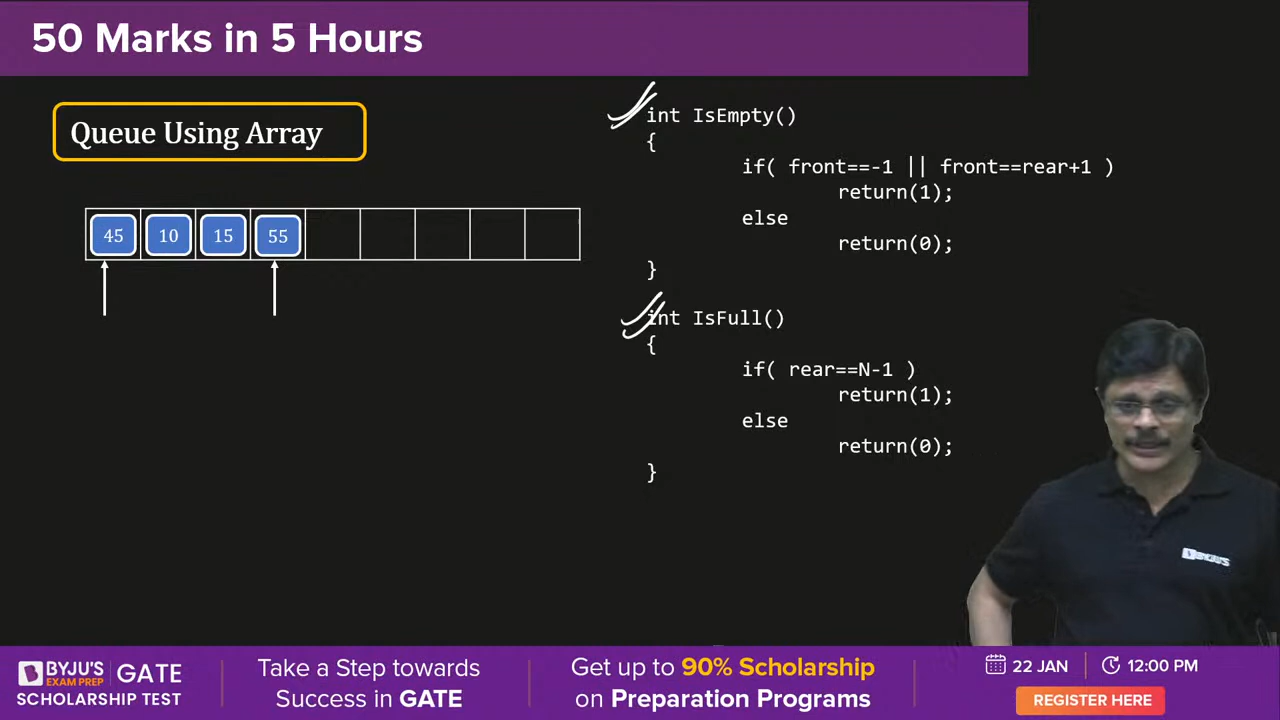 50 Marks in 5 Hours
Queue Using Array
45 10 15 55
int IsEmpty()
{
if( front==-1 || front==rear+1 )
return(1);
else
return(0);
}
int IsFull()
{
if( rear==N-1 )
return(1);
else
return(0);
}
BYJU'S
BYJU'S
EXAM PREP
GATE
SCHOLARSHIP TEST
Take a Step towards
Success in GATE
Get up to 90% Scholarship
on Preparation Programs
22 JAN
12:00 PM
REGISTER HERE